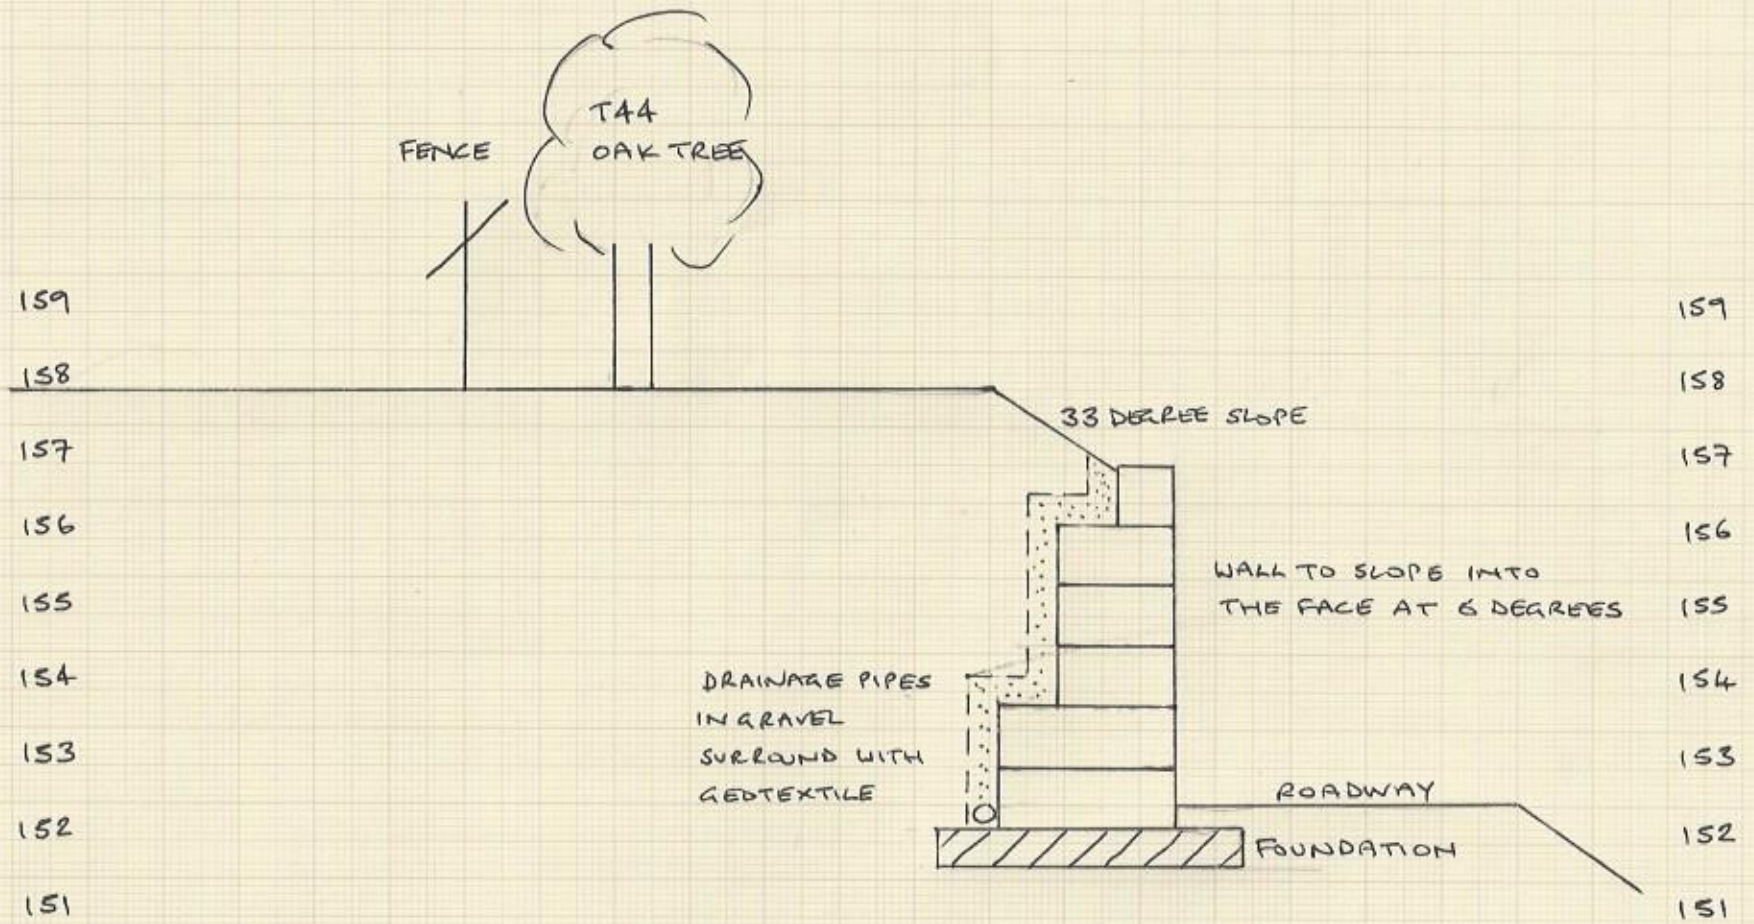 T44
OAK TREE
FENCE
159
159
158
158
33 DEGREE SLOPE
157
157
156
156
WALL TO SLOPE INTO
THE FACE AT 6 DEGREES
155
155
DRAINAGE PIPES
IN GRAVEL
SURROUND WITH
GEOTEXTILE
154
154
153
153
ROADWAY
152
152
FOUNDATION
151
151